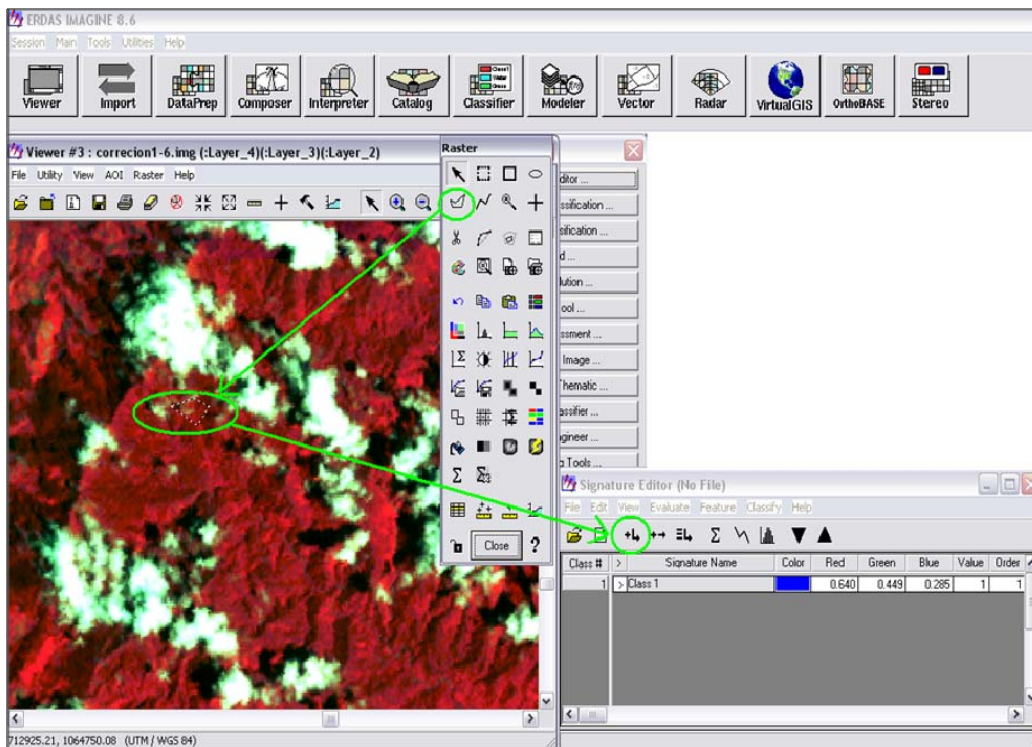 ERDAS IMAGINE 8.6
Session Main Tools Utilities Help
Viewer Import DataPrep Composer Interpreter Catalog Classifier Modeler Vector Radar VirtualGIS OrthoBASE Stereo
Viewer #3 : correcion1-6.img (:Layer_4)(:Layer_3)(:Layer_2)
File Utility View AOI Raster Help
Raster
Close
ditor ...
ssification ...
sification ...
d ...
lution ...
ool ...
ssment ...
Image ...
Thematic ...
assifier ...
gineer ...
g Tools ...
Signature Editor (No File)
File Edit View Evaluate Feature Classify Help
Class # > Signature Name Color Red Green Blue Value Order
1 > Class 1 0.640 0.449 0.285 1 1
712925.21, 1064750.08 (UTM / WGS 84)